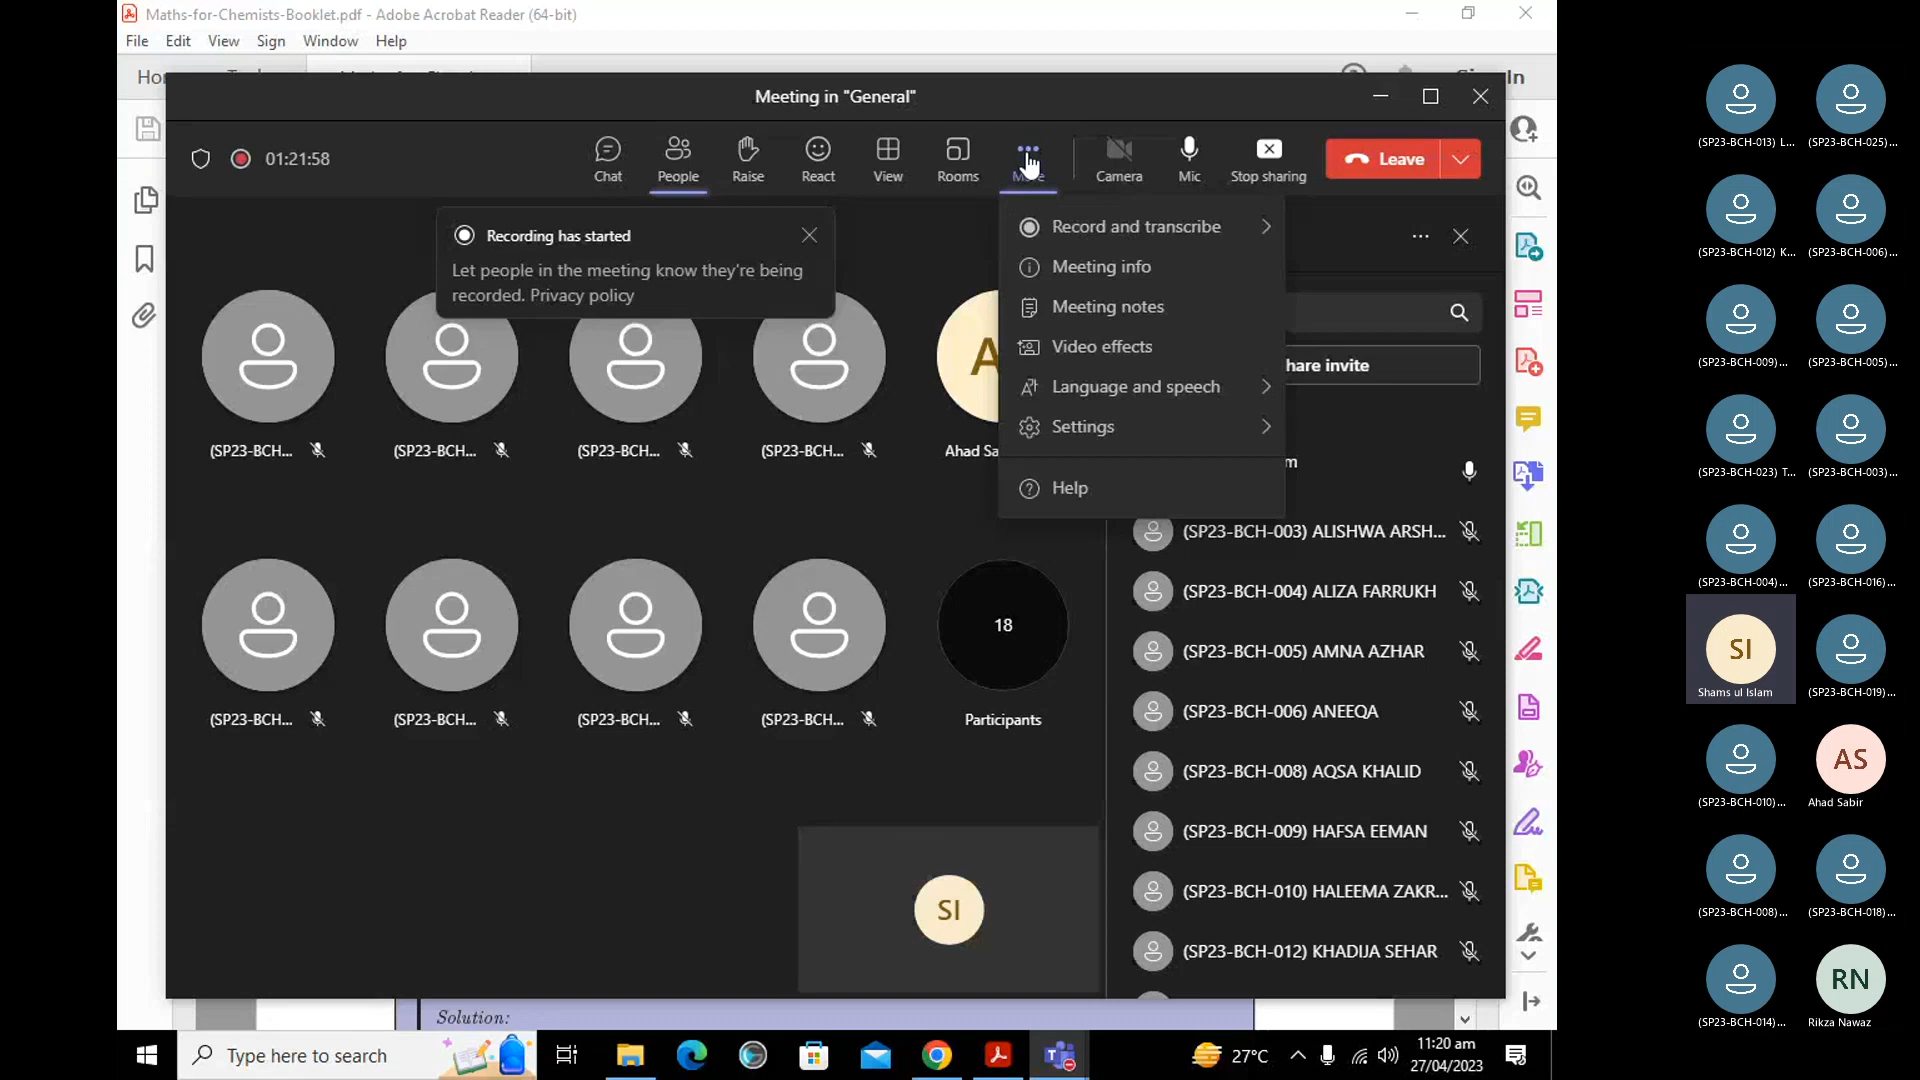 Maths-for-Chemists-Booklet.pdf - Adobe Acrobat Reader (64-bit)
File Edit View Sign Window Help
Meeting in "General"
01:21:58
Chat People Raise React View Rooms Camera Mic Stop sharing Leave
Recording has started
Let people in the meeting know they're being
recorded. Privacy policy
Record and transcribe
Meeting info
Meeting notes
Video effects
Language and speech
Settings
Help
hare invite
m
(SP23-BCH... (SP23-BCH... (SP23-BCH... (SP23-BCH... Ahad Sa
(SP23-BCH... (SP23-BCH... (SP23-BCH... (SP23-BCH... Participants
18
SI
(SP23-BCH-003) ALISHWA ARSH...
(SP23-BCH-004) ALIZA FARRUKH
(SP23-BCH-005) AMNA AZHAR
(SP23-BCH-006) ANEEQA
(SP23-BCH-008) AQSA KHALID
(SP23-BCH-009) HAFSA EEMAN
(SP23-BCH-010) HALEEMA ZAKR...
(SP23-BCH-012) KHADIJA SEHAR
Solution:
Type here to search
27°C
11:20 am
27/04/2023
(SP23-BCH-013) L... (SP23-BCH-025)...
(SP23-BCH-012) K... (SP23-BCH-006)...
(SP23-BCH-009)... (SP23-BCH-005)...
(SP23-BCH-023) T... (SP23-BCH-003)...
(SP23-BCH-004)... (SP23-BCH-016)...
SI
Shams ul Islam (SP23-BCH-019)...
AS
(SP23-BCH-010)... Ahad Sabir
(SP23-BCH-008)... (SP23-BCH-018)...
RN
(SP23-BCH-014)... Rikza Nawaz